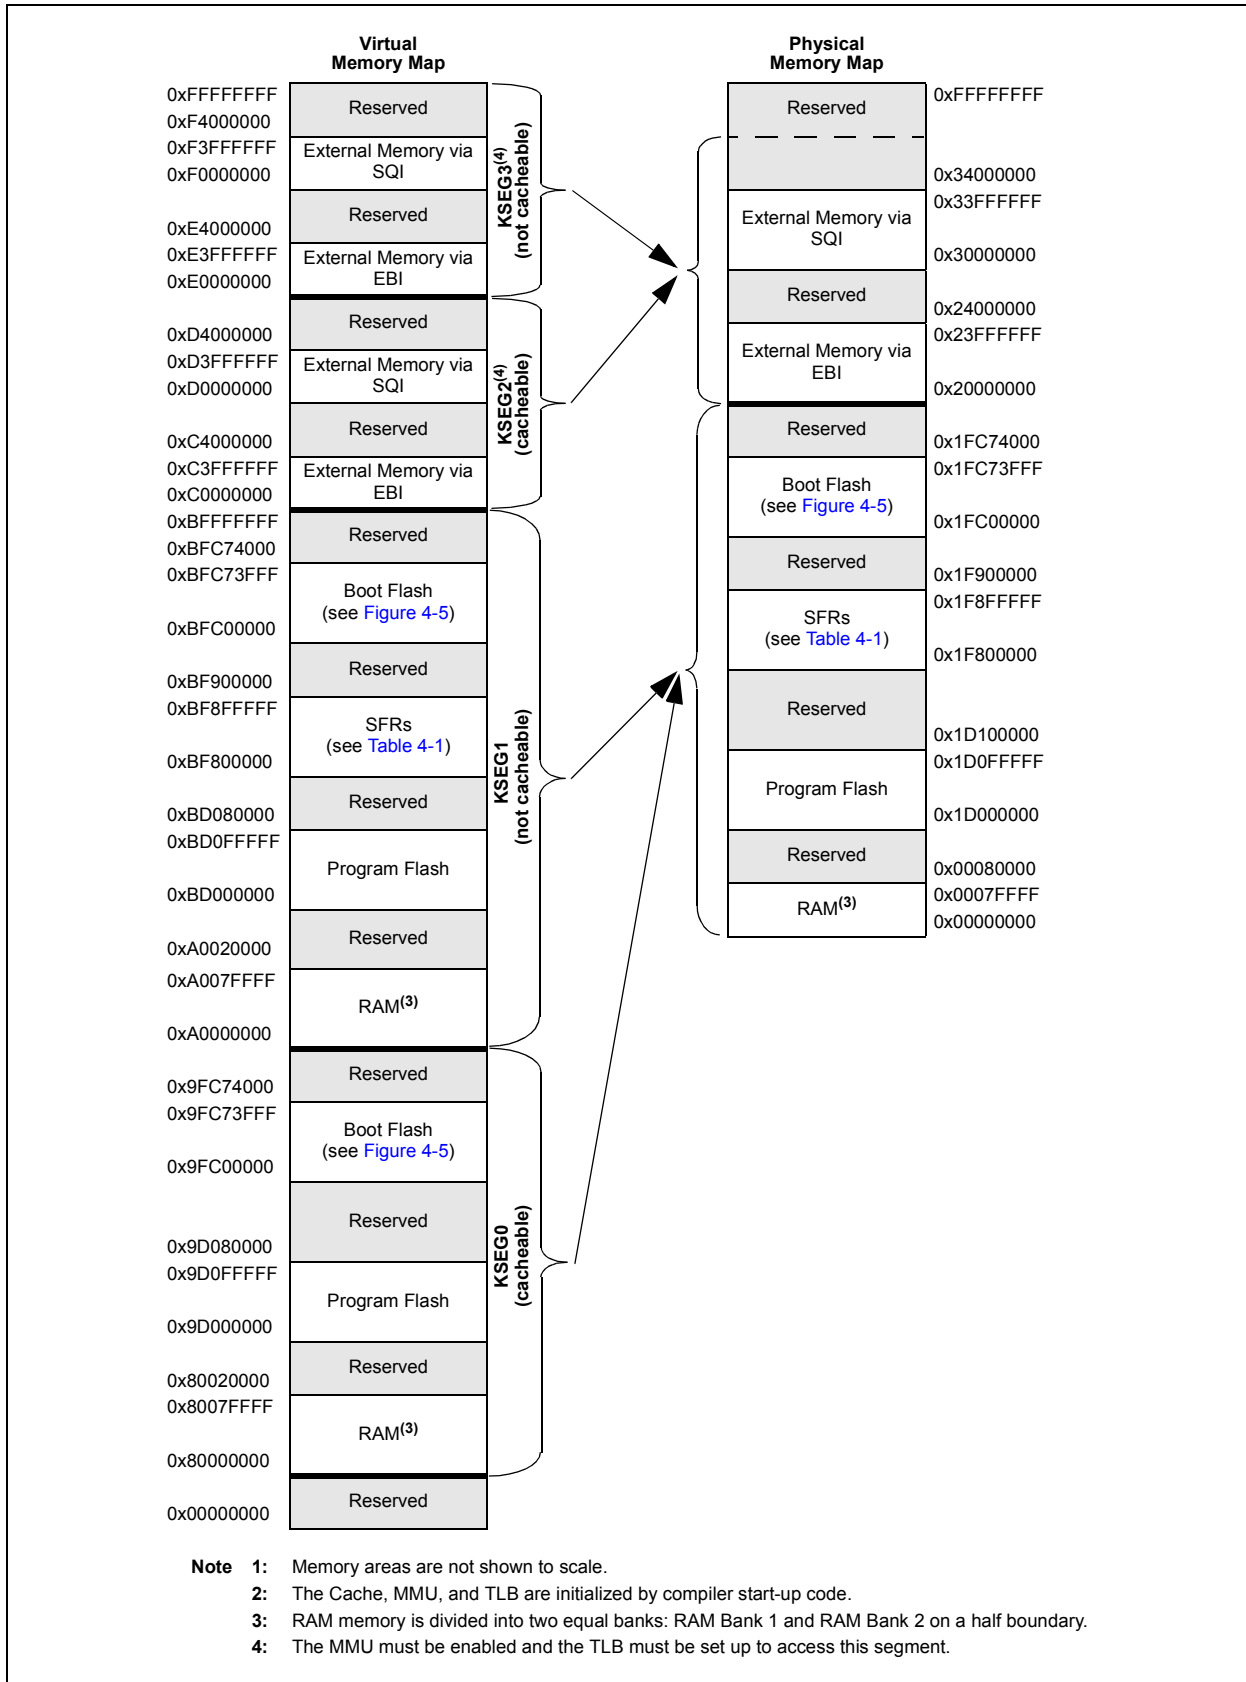 Virtual
Memory Map
0xFFFFFFFF
Reserved
0xF4000000
0xF3FFFFFF
External Memory via
SQI
0xF0000000
Reserved
0xE4000000
0xE3FFFFFF
External Memory via
EBI
0xE0000000
KSEG3(4)
(not cacheable)
Reserved
0xD4000000
0xD3FFFFFF
External Memory via
SQI
0xD0000000
Reserved
0xC4000000
0xC3FFFFFF
External Memory via
EBI
0xC0000000
KSEG2(4)
(cacheable)
0xBFFFFFFF
Reserved
0xBFC74000
0xBFC73FFF
Boot Flash
(see Figure 4-5)
0xBFC00000
Reserved
0xBF900000
0xBF8FFFFF
SFRs
(see Table 4-1)
0xBF800000
Reserved
0xBD080000
0xBD0FFFFF
Program Flash
0xBD000000
Reserved
0xA0020000
0xA007FFFF
RAM(3)
0xA0000000
KSEG1
(not cacheable)
Reserved
0x9FC74000
0x9FC73FFF
Boot Flash
(see Figure 4-5)
0x9FC00000
Reserved
0x9D080000
0x9D0FFFFF
Program Flash
0x9D000000
Reserved
0x80020000
0x8007FFFF
RAM(3)
0x80000000
KSEG0
(cacheable)
Reserved
0x00000000
Physical
Memory Map
0xFFFFFFFF
Reserved
0x34000000
0x33FFFFFF
External Memory via
SQI
0x30000000
Reserved
0x24000000
0x23FFFFFF
External Memory via
EBI
0x20000000
Reserved
0x1FC74000
0x1FC73FFF
Boot Flash
(see Figure 4-5)
0x1FC00000
Reserved
0x1F900000
0x1F8FFFFF
SFRs
(see Table 4-1)
0x1F800000
Reserved
0x1D100000
0x1D0FFFFF
Program Flash
0x1D000000
Reserved
0x00080000
0x0007FFFF
RAM(3)
0x00000000
Note 1: Memory areas are not shown to scale.
2: The Cache, MMU, and TLB are initialized by compiler start-up code.
3: RAM memory is divided into two equal banks: RAM Bank 1 and RAM Bank 2 on a half boundary.
4: The MMU must be enabled and the TLB must be set up to access this segment.